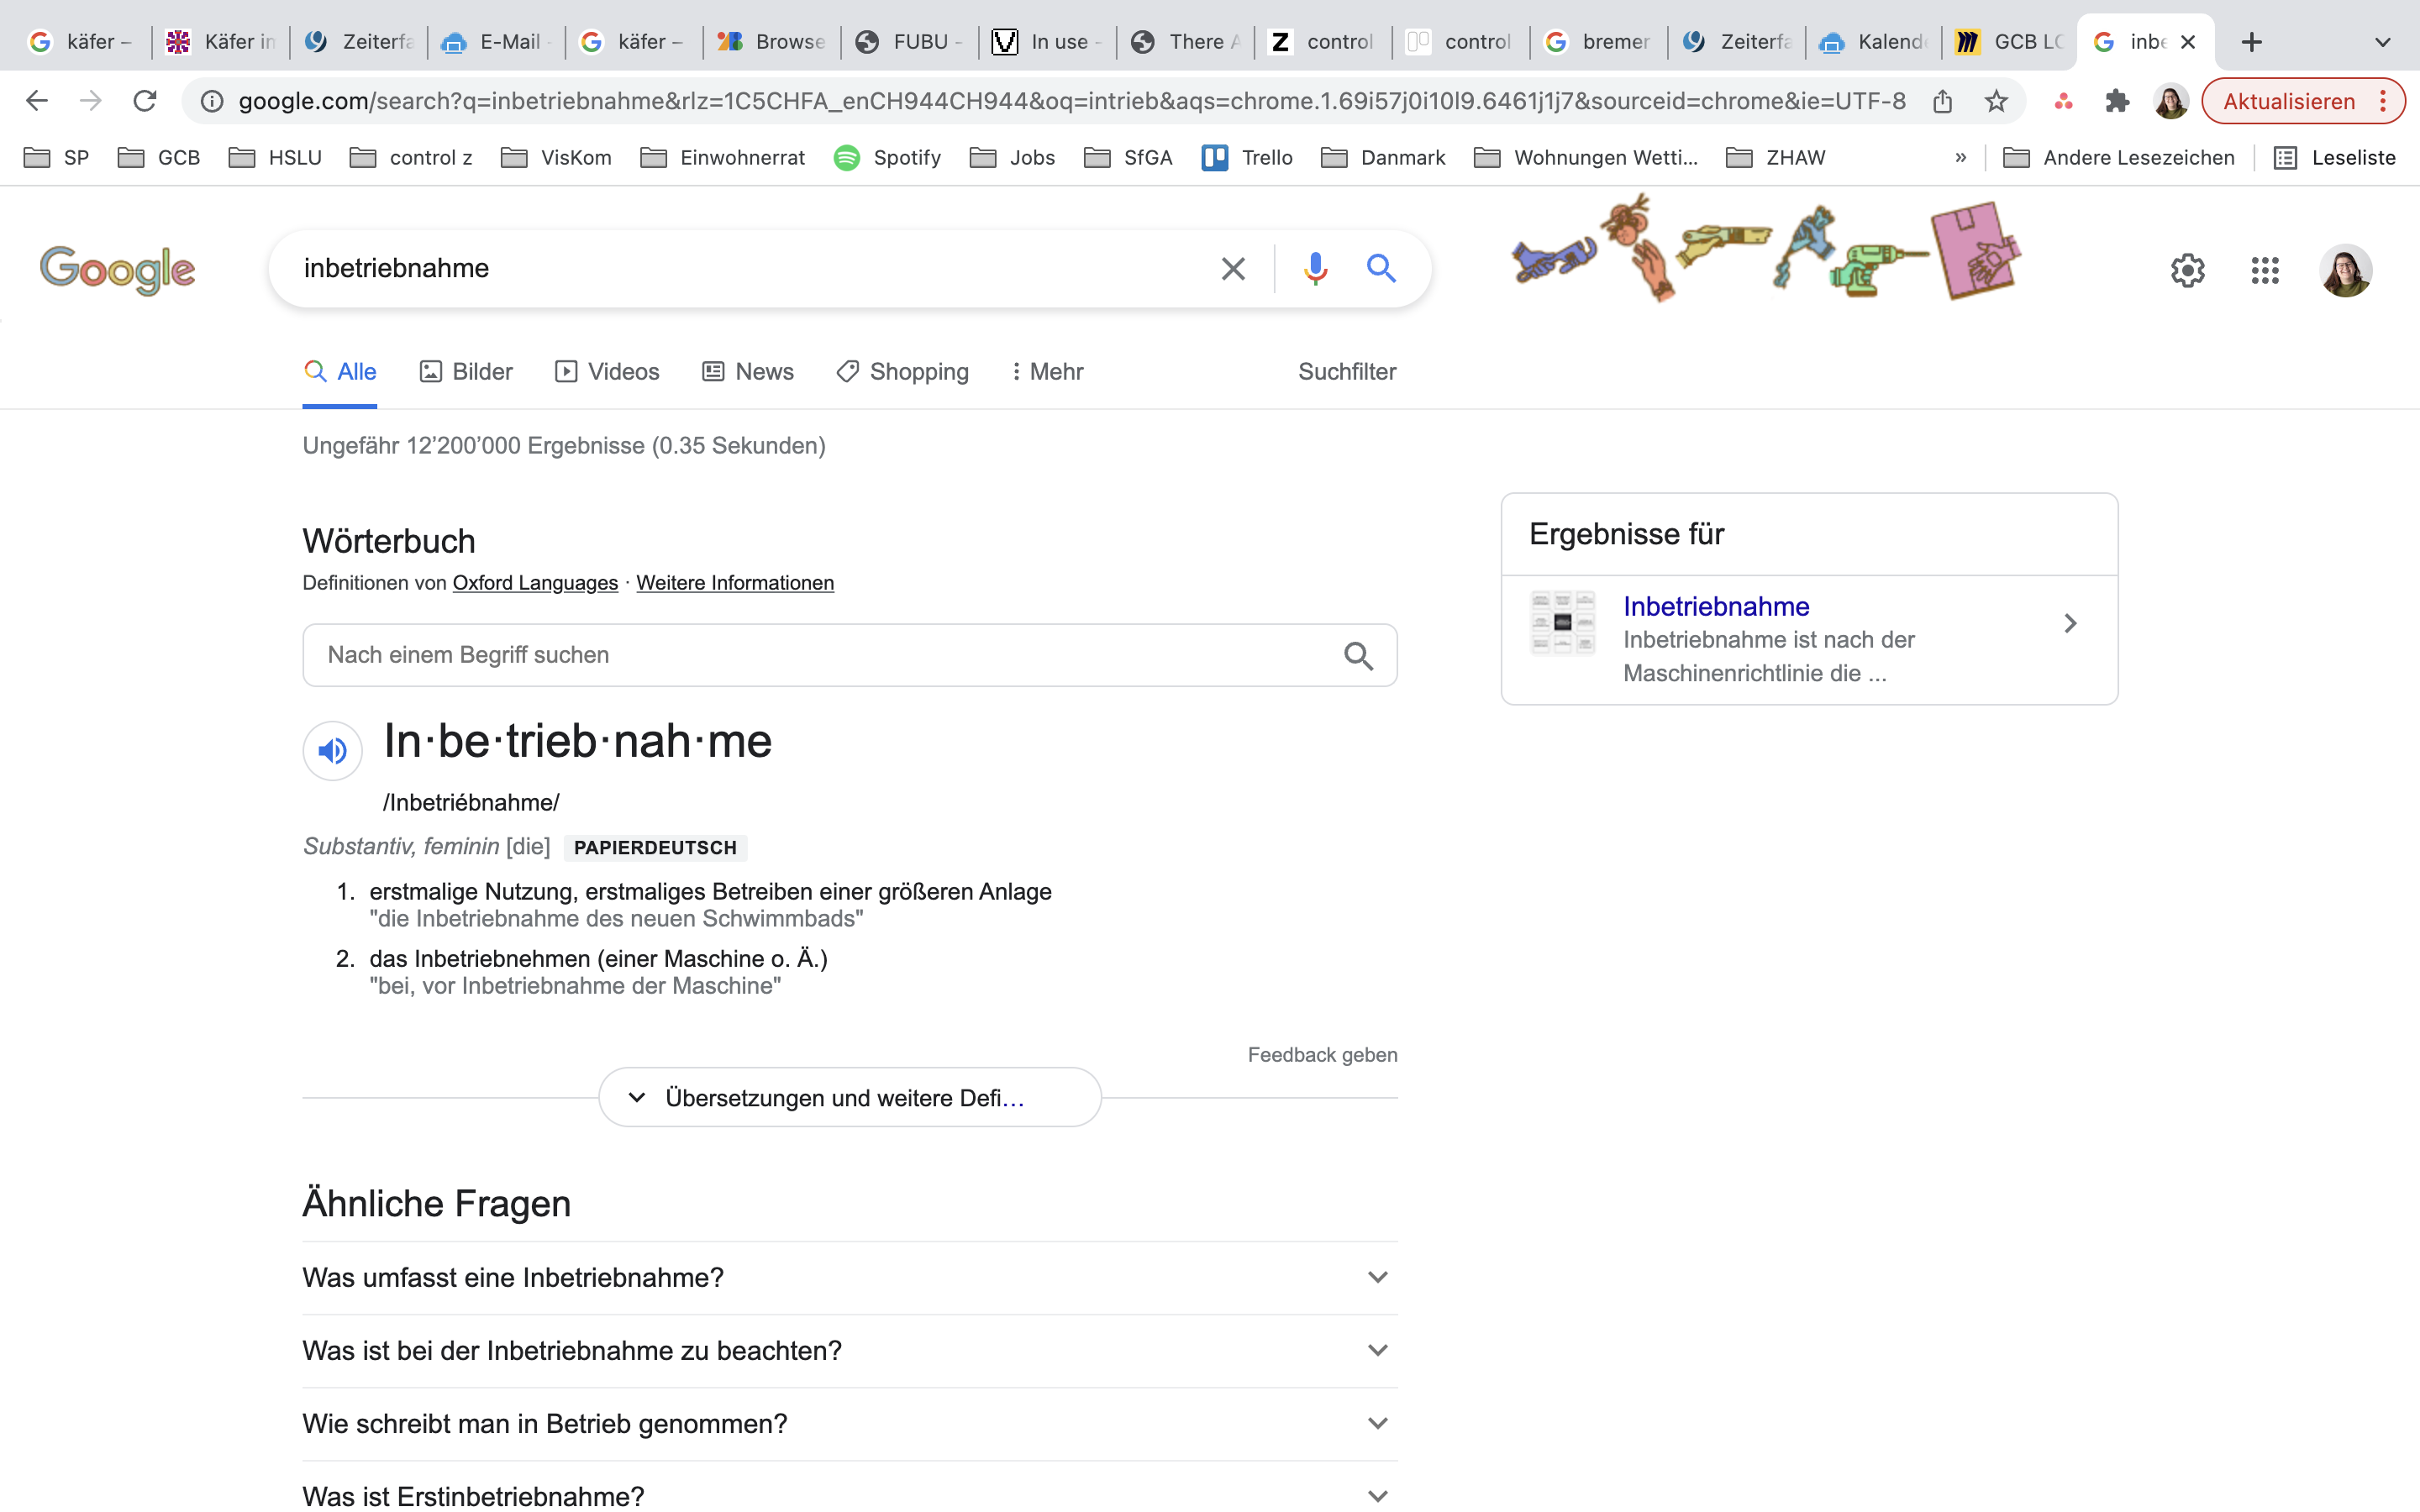 käfer –
Käfer in
Zeiterfa
E-Mail
käfer –
Browse
FUBU -
In use -
There A
control
control
bremer
Zeiterfa
Kalende
GCB LO
inbe
google.com/search?q=inbetriebnahme&rlz=1C5CHFA_enCH944CH944&oq=intrieb&aqs=chrome.1.69i57j0i10l9.6461j1j7&sourceid=chrome&ie=UTF-8
Aktualisieren
SP
GCB
HSLU
control z
VisKom
Einwohnerrat
Spotify
Jobs
SfGA
Trello
Danmark
Wohnungen Wetti...
ZHAW
»
Andere Lesezeichen
Leseliste
Google
inbetriebnahme
Alle
Bilder
Videos
News
Shopping
Mehr
Suchfilter
Ungefähr 12’200’000 Ergebnisse (0.35 Sekunden)
Wörterbuch
Definitionen von Oxford Languages · Weitere Informationen
Nach einem Begriff suchen
In·be·trieb·nah·me
/Inbetriébnahme/
Substantiv, feminin [die] PAPIERDEUTSCH
1. erstmalige Nutzung, erstmaliges Betreiben einer größeren Anlage
"die Inbetriebnahme des neuen Schwimmbads"
2. das Inbetriebnehmen (einer Maschine o. Ä.)
"bei, vor Inbetriebnahme der Maschine"
Feedback geben
Übersetzungen und weitere Defi...
Ähnliche Fragen
Was umfasst eine Inbetriebnahme?
Was ist bei der Inbetriebnahme zu beachten?
Wie schreibt man in Betrieb genommen?
Was ist Erstinbetriebnahme?
Ergebnisse für
Inbetriebnahme
Inbetriebnahme ist nach der
Maschinenrichtlinie die ...